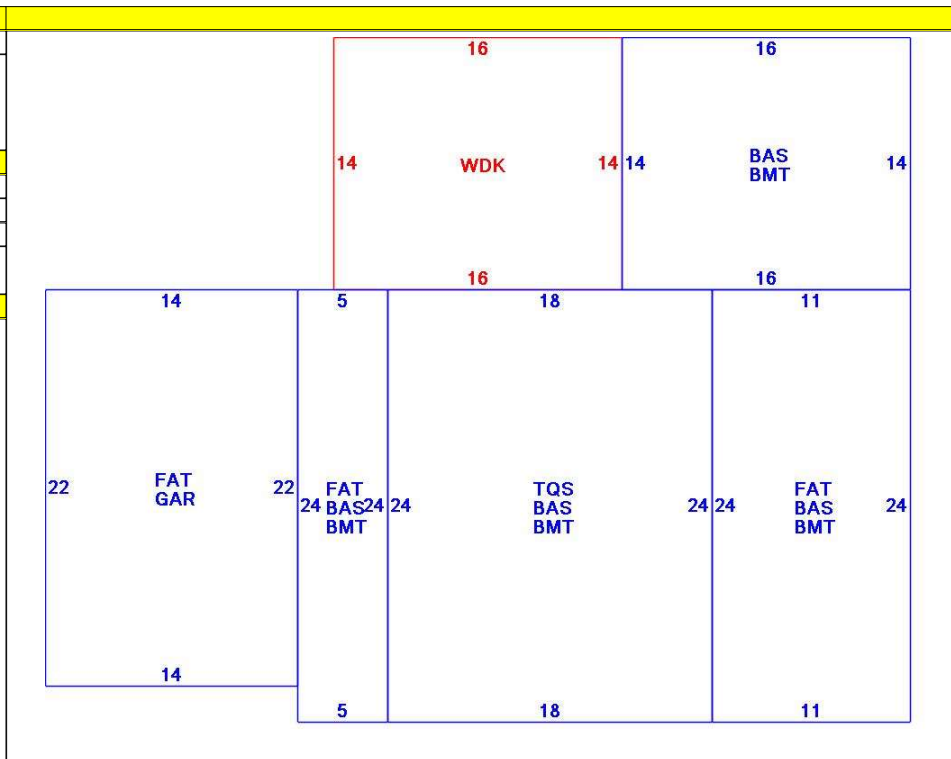 16 16
14 WDK 14 14 BAS 14
BMT
16 16
14 5 18 11
22 FAT 22 24 FAT 24 24 TQS 24 24 FAT 24
GAR BAS BAS BAS
BMT BMT BMT
14
5 18 11